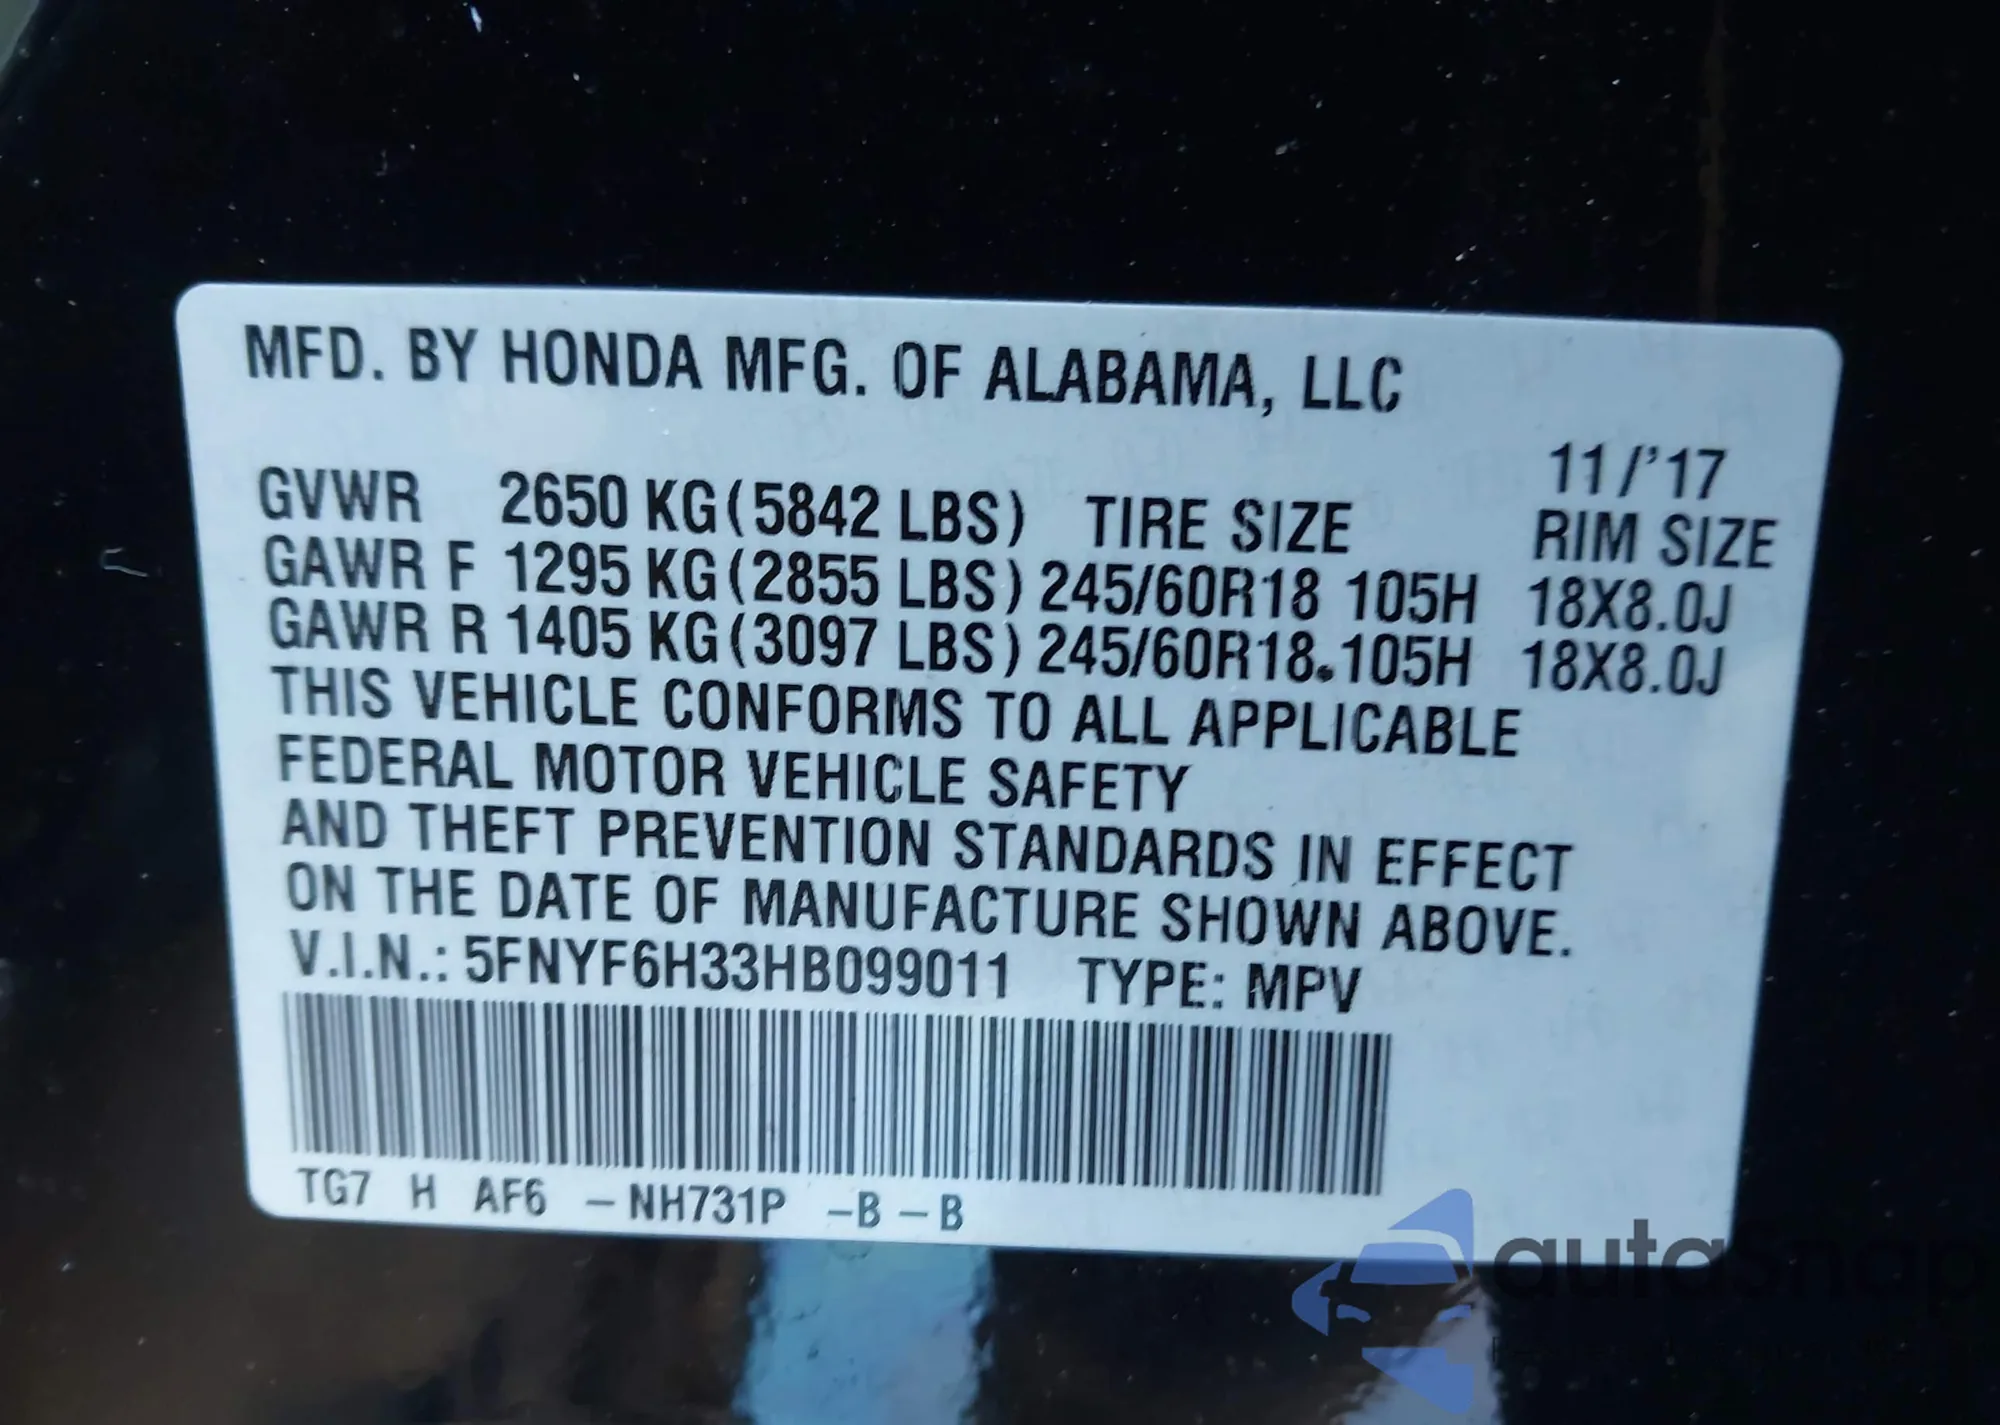 MFD. BY HONDA MFG. OF ALABAMA, LLC
11/'17
GVWR 2650 KG(5842 LBS) TIRE SIZE RIM SIZE
GAWR F 1295 KG(2855 LBS) 245/60R18 105H 18X8.0J
GAWR R 1405 KG(3097 LBS) 245/60R18 105H 18X8.0J
THIS VEHICLE CONFORMS TO ALL APPLICABLE
FEDERAL MOTOR VEHICLE SAFETY
AND THEFT PREVENTION STANDARDS IN EFFECT
ON THE DATE OF MANUFACTURE SHOWN ABOVE.
V.I.N.: 5FNYF6H33HB099011 TYPE: MPV
TG7 H AF6 -NH731P -B-B
autasnap